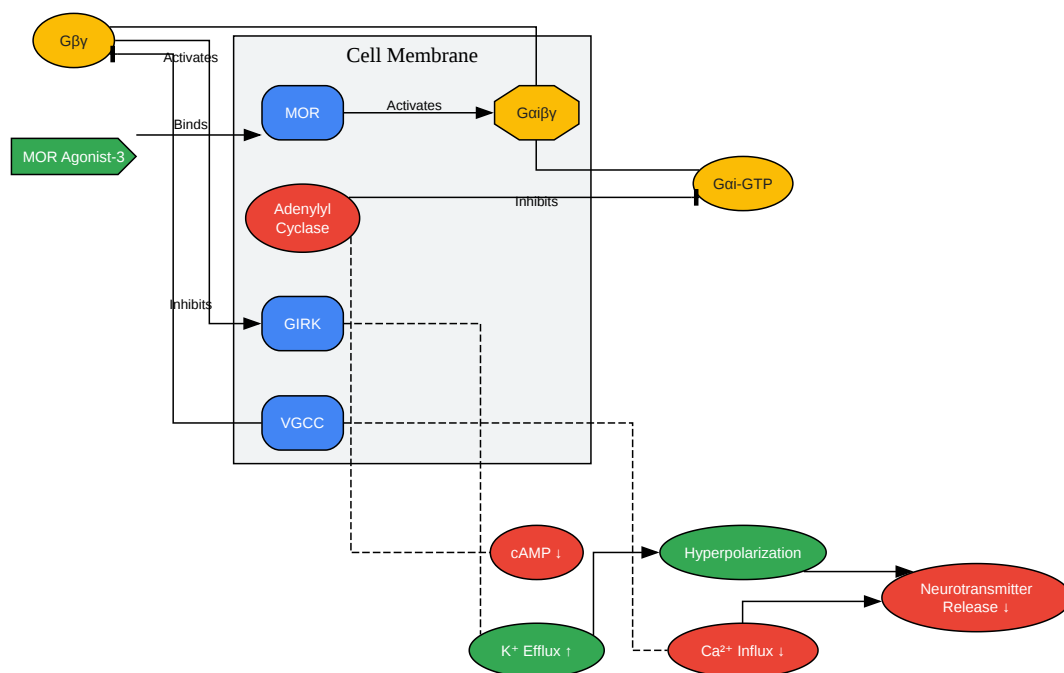 Gβγ
Activates
Cell Membrane
MOR
Activates
Gαiβγ
Binds
MOR Agonist-3
Gαi-GTP
Adenylyl
Cyclase
Inhibits
Inhibits
GIRK
VGCC
cAMP ↓
Hyperpolarization
Neurotransmitter
Release ↓
K⁺ Efflux ↑
Ca²⁺ Influx ↓